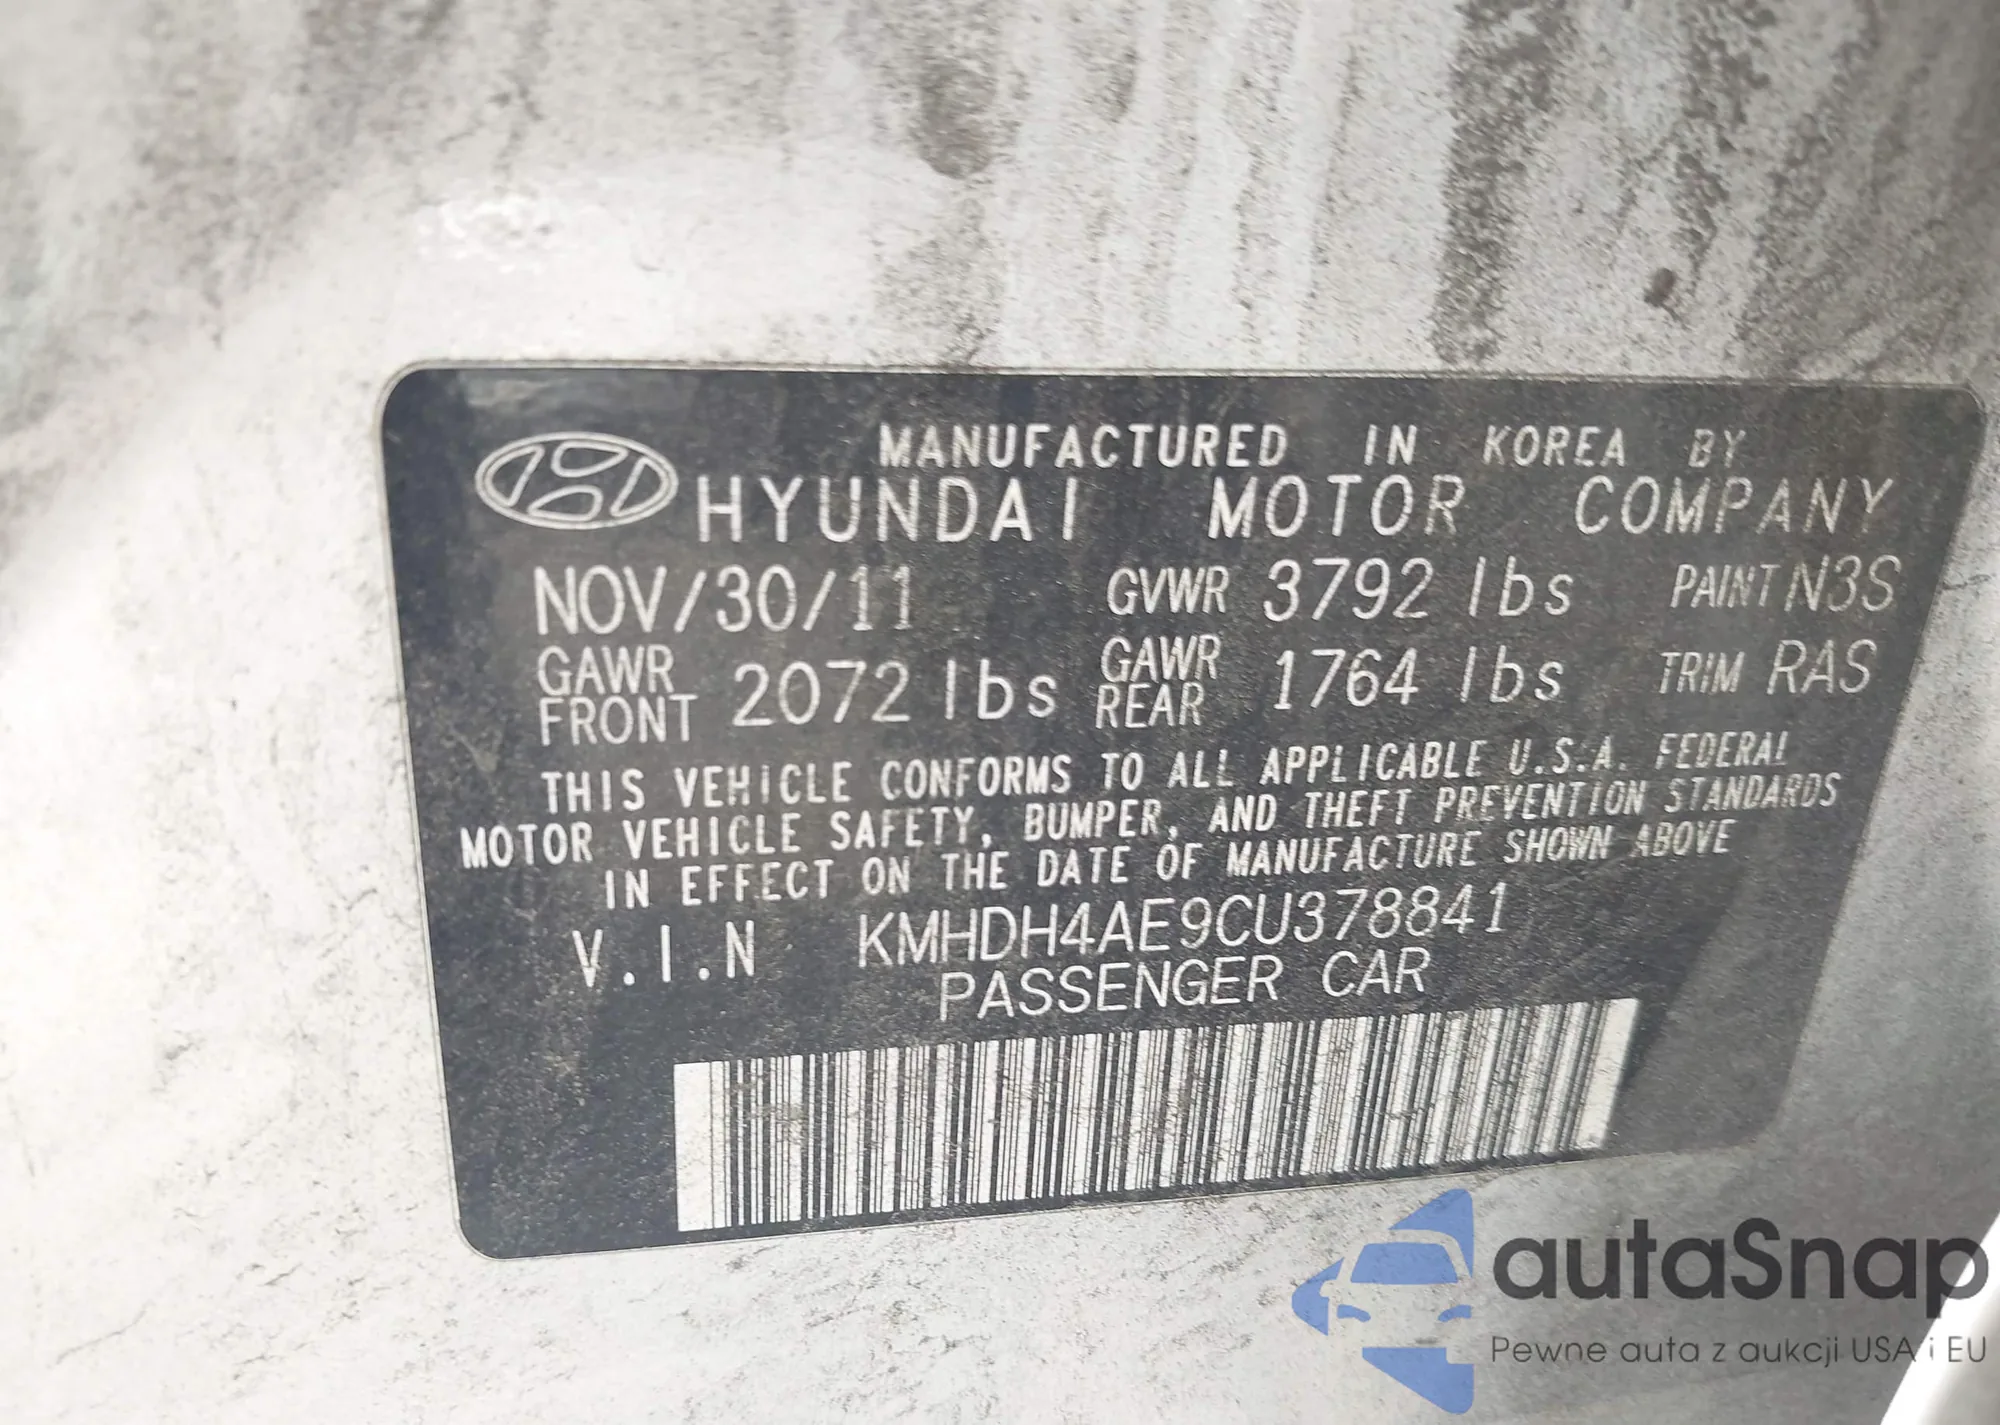 MANUFACTURED IN KOREA BY
HYUNDAI MOTOR COMPANY
NOV/30/11 GVWR 3792 lbs PAINT N3S
GAWR FRONT 2072 lbs GAWR REAR 1764 lbs TRIM RAS
THIS VEHICLE CONFORMS TO ALL APPLICABLE U.S.A. FEDERAL
MOTOR VEHICLE SAFETY, BUMPER, AND THEFT PREVENTION STANDARDS
IN EFFECT ON THE DATE OF MANUFACTURE SHOWN ABOVE
V.I.N KMHDH4AE9CU378841
PASSENGER CAR
autaSnap
Pewne auta z aukcji USA i EU